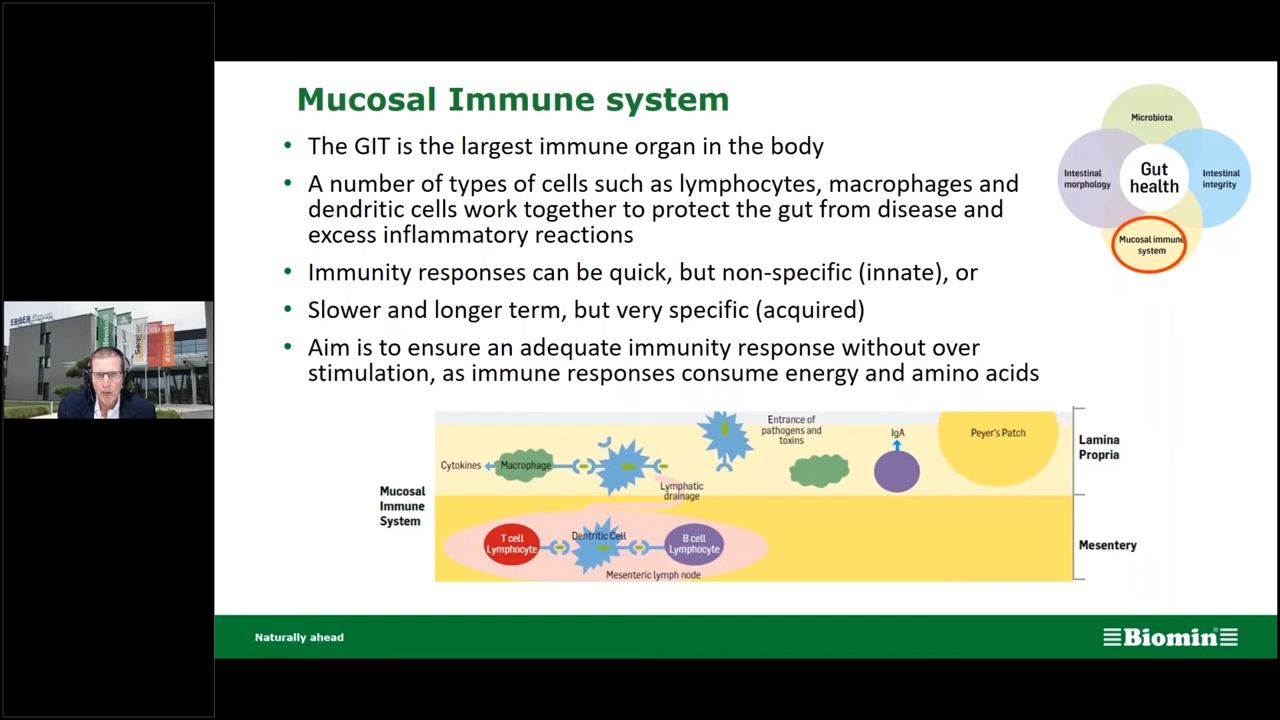 Mucosal Immune system
• The GIT is the largest immune organ in the body
• A number of types of cells such as lymphocytes, macrophages and
dendritic cells work together to protect the gut from disease and
excess inflammatory reactions
• Immunity responses can be quick, but non-specific (innate), or
• Slower and longer term, but very specific (acquired)
• Aim is to ensure an adequate immunity response without over
stimulation, as immune responses consume energy and amino acids
Microbiota
Intestinal
morphology
Gut
health
Intestinal
integrity
Mucosal immune
system
ERBER
Biomin
Mucosal
Immune
System
Cytokines
Macrophage
Lymphatic
drainage
Entrance of
pathogens and
toxins
IgA
Peyer's Patch
Lamina
Propria
T cell
Lymphocyte
Dentritic Cell
B cell
Lymphocyte
Mesenteric lymph node
Mesentery
Naturally ahead
Biomin®